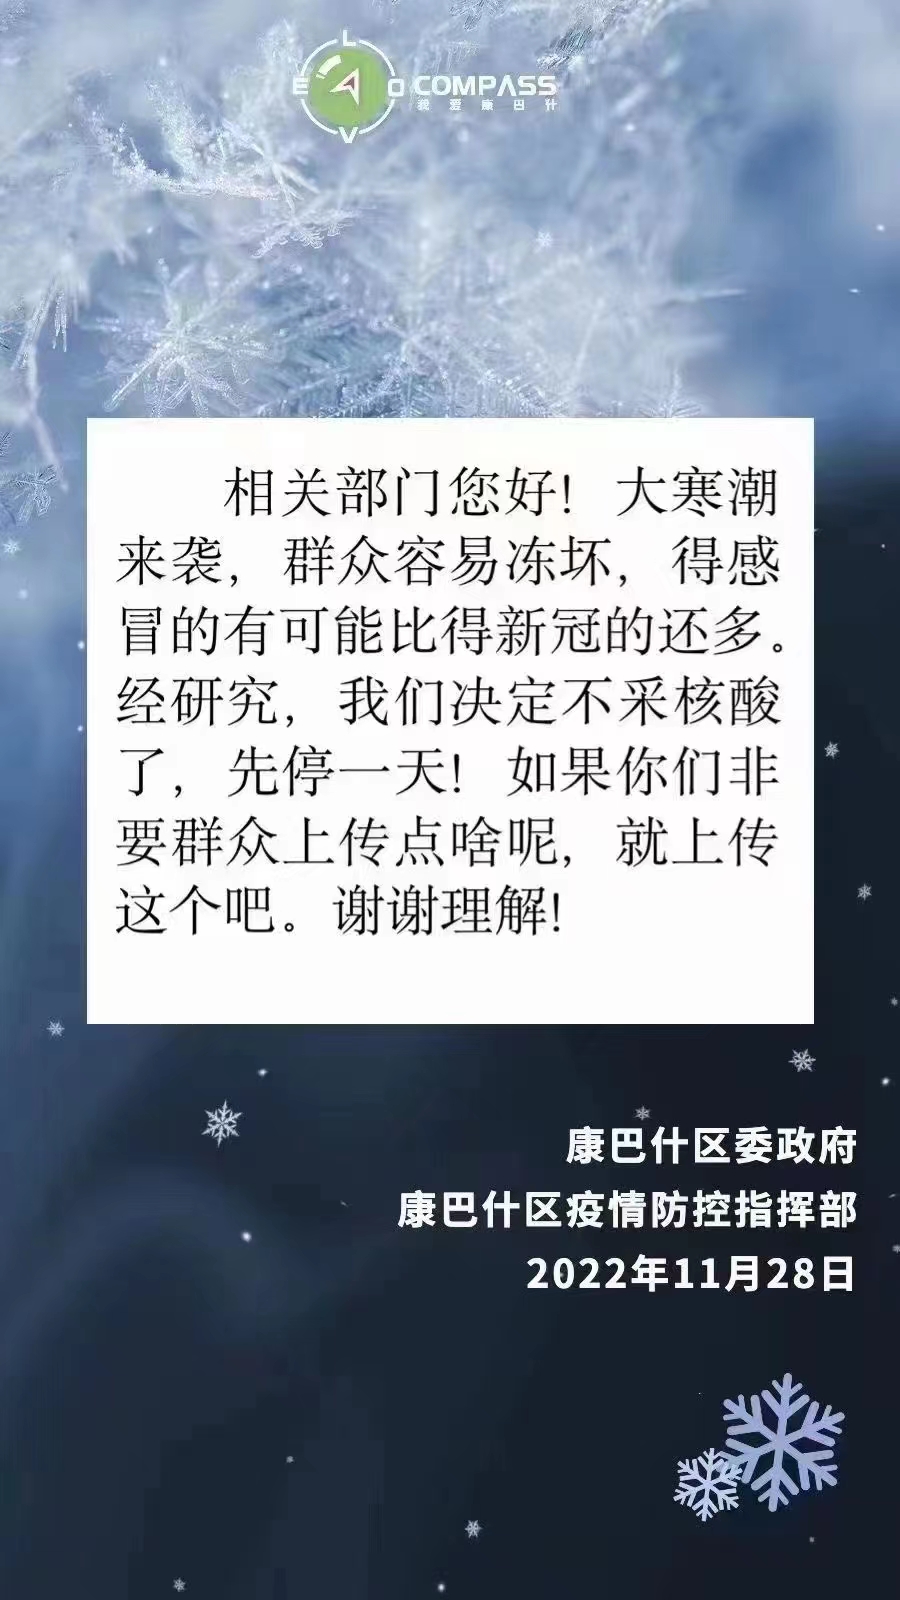 L
E O
V
COMPASS
我爱康巴什
相关部门您好！大寒潮
来袭，群众容易冻坏，得感
冒的有可能比得新冠的还多。
经研究，我们决定不采核酸
了，先停一天！如果你们非
要群众上传点啥呢，就上传
这个吧。谢谢理解！
康巴什区委政府
康巴什区疫情防控指挥部
2022年11月28日